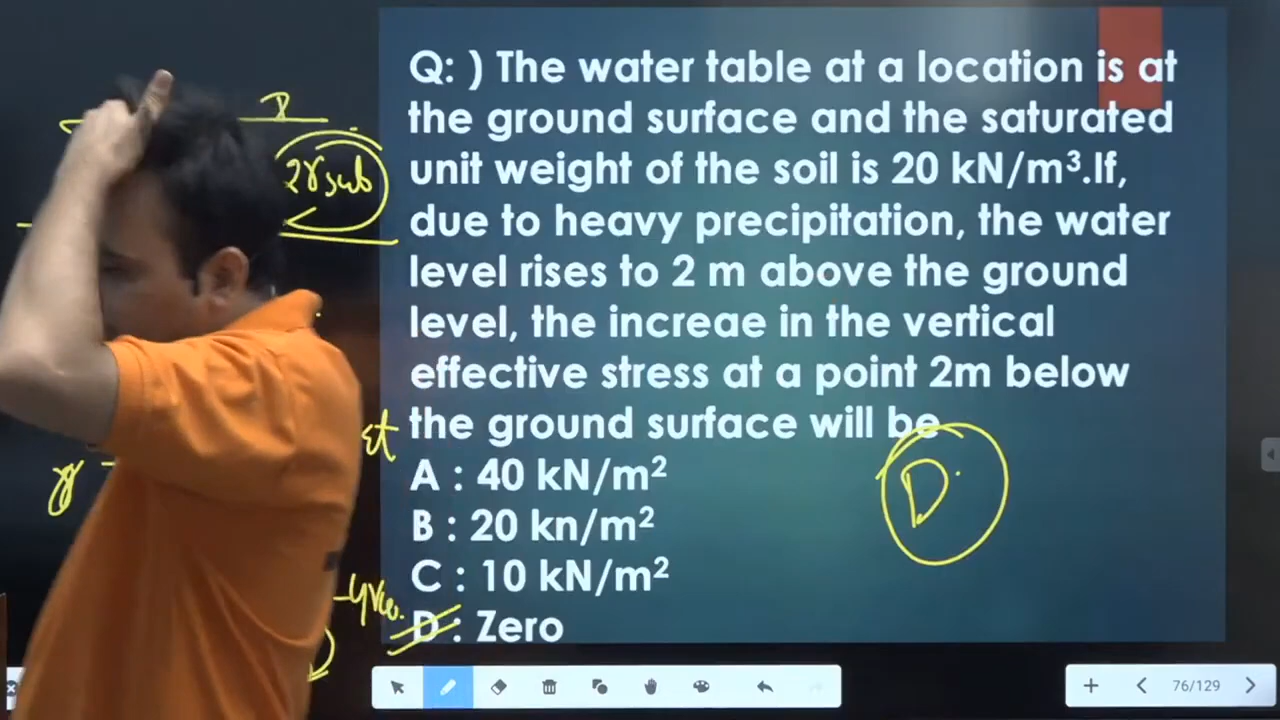 Q: ) The water table at a location is at
the ground surface and the saturated
unit weight of the soil is 20 kN/m³.If,
due to heavy precipitation, the water
level rises to 2 m above the ground
level, the increae in the vertical
effective stress at a point 2m below
the ground surface will be
A : 40 kN/m²
B : 20 kn/m²
C : 10 kN/m²
D : Zero
D
2γsub
-4γw.
76/129